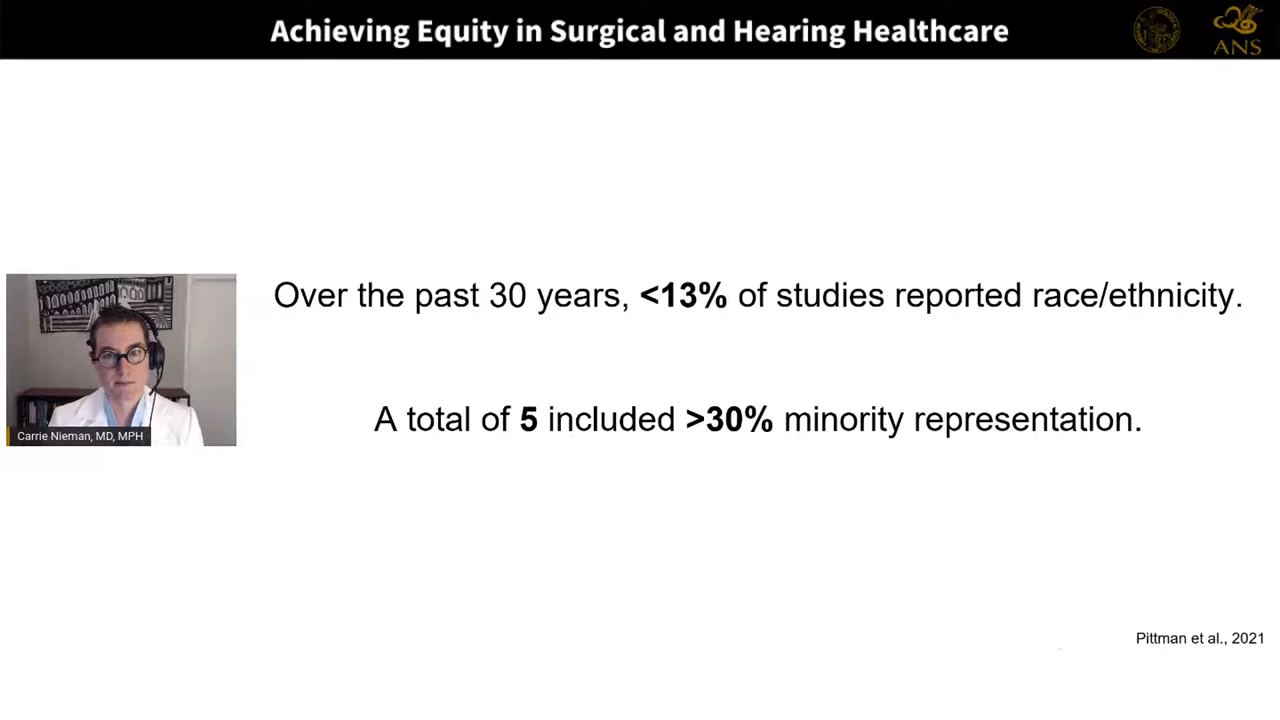 Achieving Equity in Surgical and Hearing Healthcare
ANS
Over the past 30 years, <13% of studies reported race/ethnicity.
A total of 5 included >30% minority representation.
Carrie Nieman, MD, MPH
Pittman et al., 2021